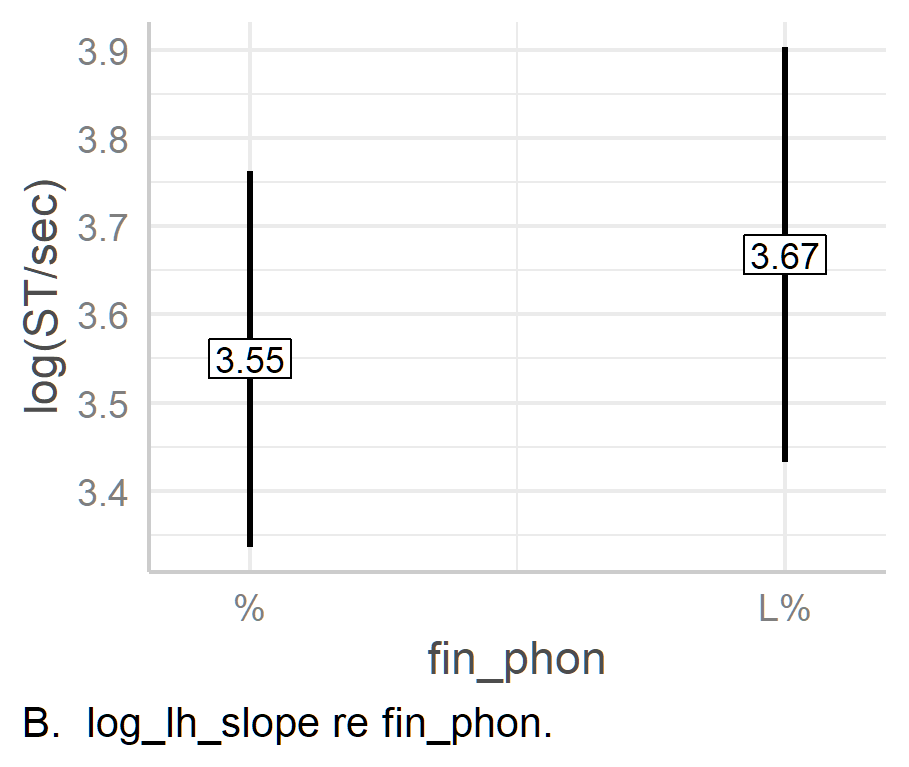 log(ST/sec)
3.9
3.8
3.7
3.6
3.5
3.4
3.55
3.67
% L%
fin_phon
B. log_lh_slope re fin_phon.